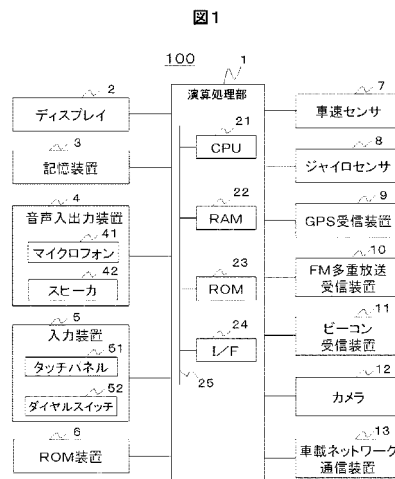 図1
100
1
演算処理部
2
ディスプレイ
3
記憶装置
4
音声入出力装置
41
マイクロフォン
42
スピーカ
5
入力装置
51
タッチパネル
52
ダイヤルスイッチ
6
ROM装置
21
CPU
22
RAM
23
ROM
24
I/F
25
7
車速センサ
8
ジャイロセンサ
9
GPS受信装置
10
FM多重放送
受信装置
11
ビーコン
受信装置
12
カメラ
13
車載ネットワーク
通信装置